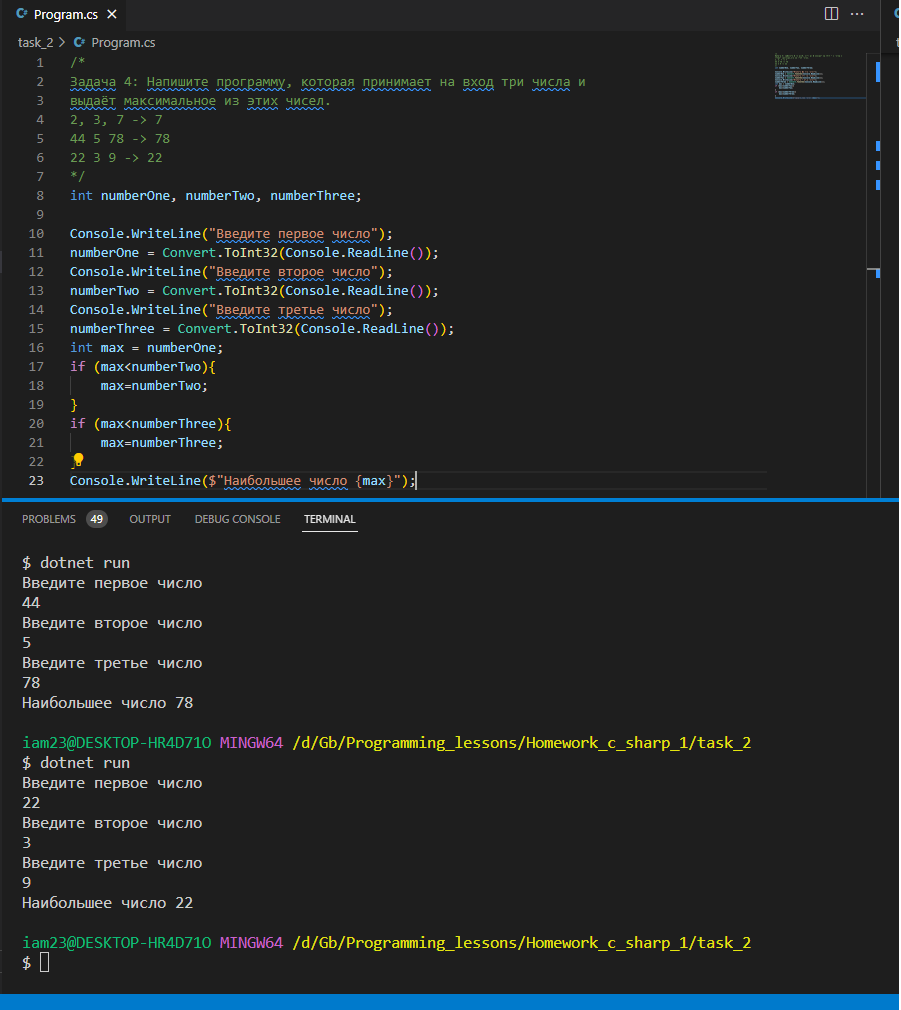 Program.cs
task_2 > Program.cs
1 /*
2 Задача 4: Напишите программу, которая принимает на вход три числа и
3 выдаёт максимальное из этих чисел.
4 2, 3, 7 -> 7
5 44 5 78 -> 78
6 22 3 9 -> 22
7 */
8 int numberOne, numberTwo, numberThree;
9
10 Console.WriteLine("Введите первое число");
11 numberOne = Convert.ToInt32(Console.ReadLine());
12 Console.WriteLine("Введите второе число");
13 numberTwo = Convert.ToInt32(Console.ReadLine());
14 Console.WriteLine("Введите третье число");
15 numberThree = Convert.ToInt32(Console.ReadLine());
16 int max = numberOne;
17 if (max<numberTwo){
18 max=numberTwo;
19 }
20 if (max<numberThree){
21 max=numberThree;
22 }
23 Console.WriteLine($"Наибольшее число {max}");
PROBLEMS 49 OUTPUT DEBUG CONSOLE TERMINAL
$ dotnet run
Введите первое число
44
Введите второе число
5
Введите третье число
78
Наибольшее число 78
iam23@DESKTOP-HR4D71O MINGW64 /d/Gb/Programming_lessons/Homework_c_sharp_1/task_2
$ dotnet run
Введите первое число
22
Введите второе число
3
Введите третье число
9
Наибольшее число 22
iam23@DESKTOP-HR4D71O MINGW64 /d/Gb/Programming_lessons/Homework_c_sharp_1/task_2
$